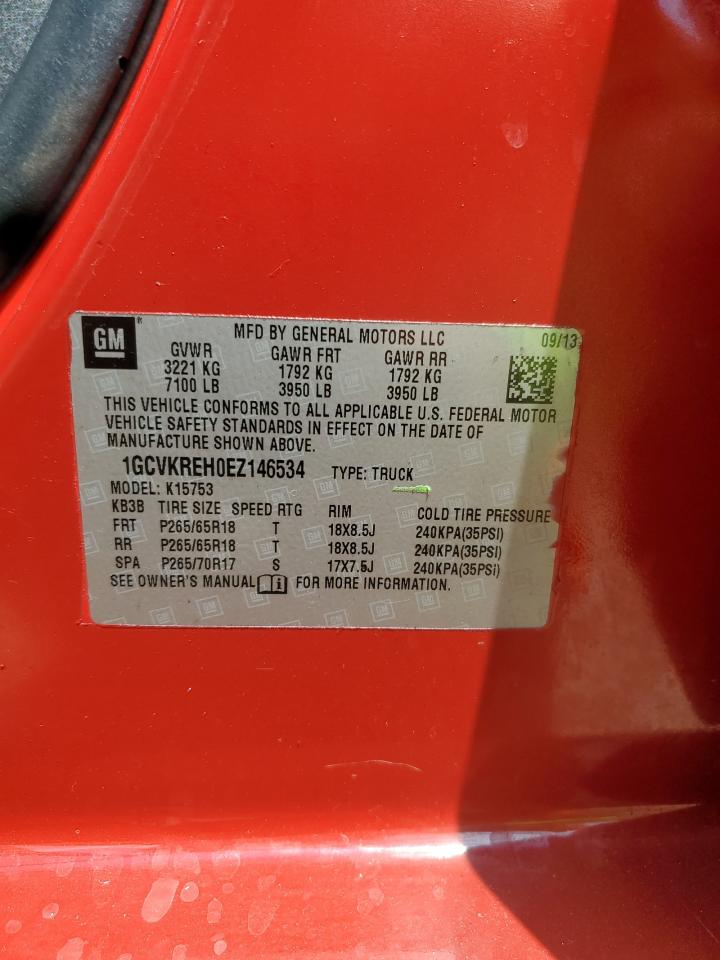 GM ® MFD BY GENERAL MOTORS LLC 09/13
GVWR GAWR FRT GAWR RR
3221 KG 1792 KG 1792 KG
7100 LB 3950 LB 3950 LB
THIS VEHICLE CONFORMS TO ALL APPLICABLE U.S. FEDERAL MOTOR
VEHICLE SAFETY STANDARDS IN EFFECT ON THE DATE OF
MANUFACTURE SHOWN ABOVE.
1GCVKREH0EZ146534 TYPE: TRUCK
MODEL: K15753
KB3B TIRE SIZE SPEED RTG RIM COLD TIRE PRESSURE
FRT P265/65R18 T 18X8.5J 240KPA(35PSI)
RR P265/65R18 T 18X8.5J 240KPA(35PSI)
SPA P265/70R17 S 17X7.5J 240KPA(35PSI)
SEE OWNER'S MANUAL i FOR MORE INFORMATION.